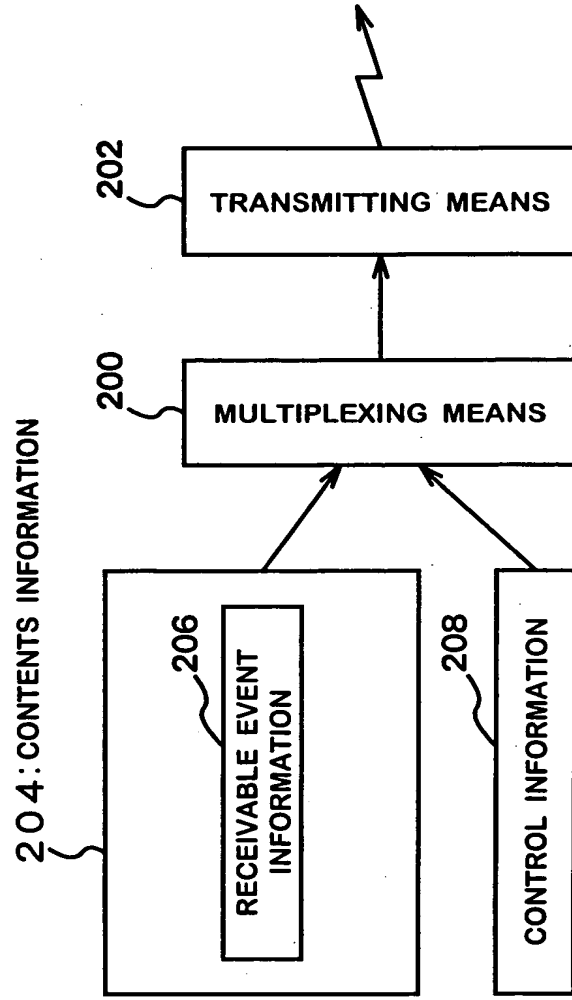 204: CONTENTS INFORMATION
206
RECEIVABLE EVENT
INFORMATION
208
CONTROL INFORMATION
200
MULTIPLEXING MEANS
202
TRANSMITTING MEANS